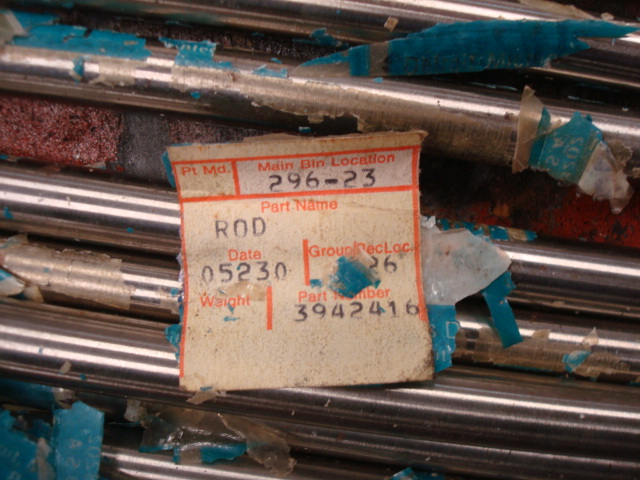 Pt Md. Main Bin Location
296-23
Part Name
ROD
Date Group/Rec Loc.
05230 26
Weight Part Number
3942416